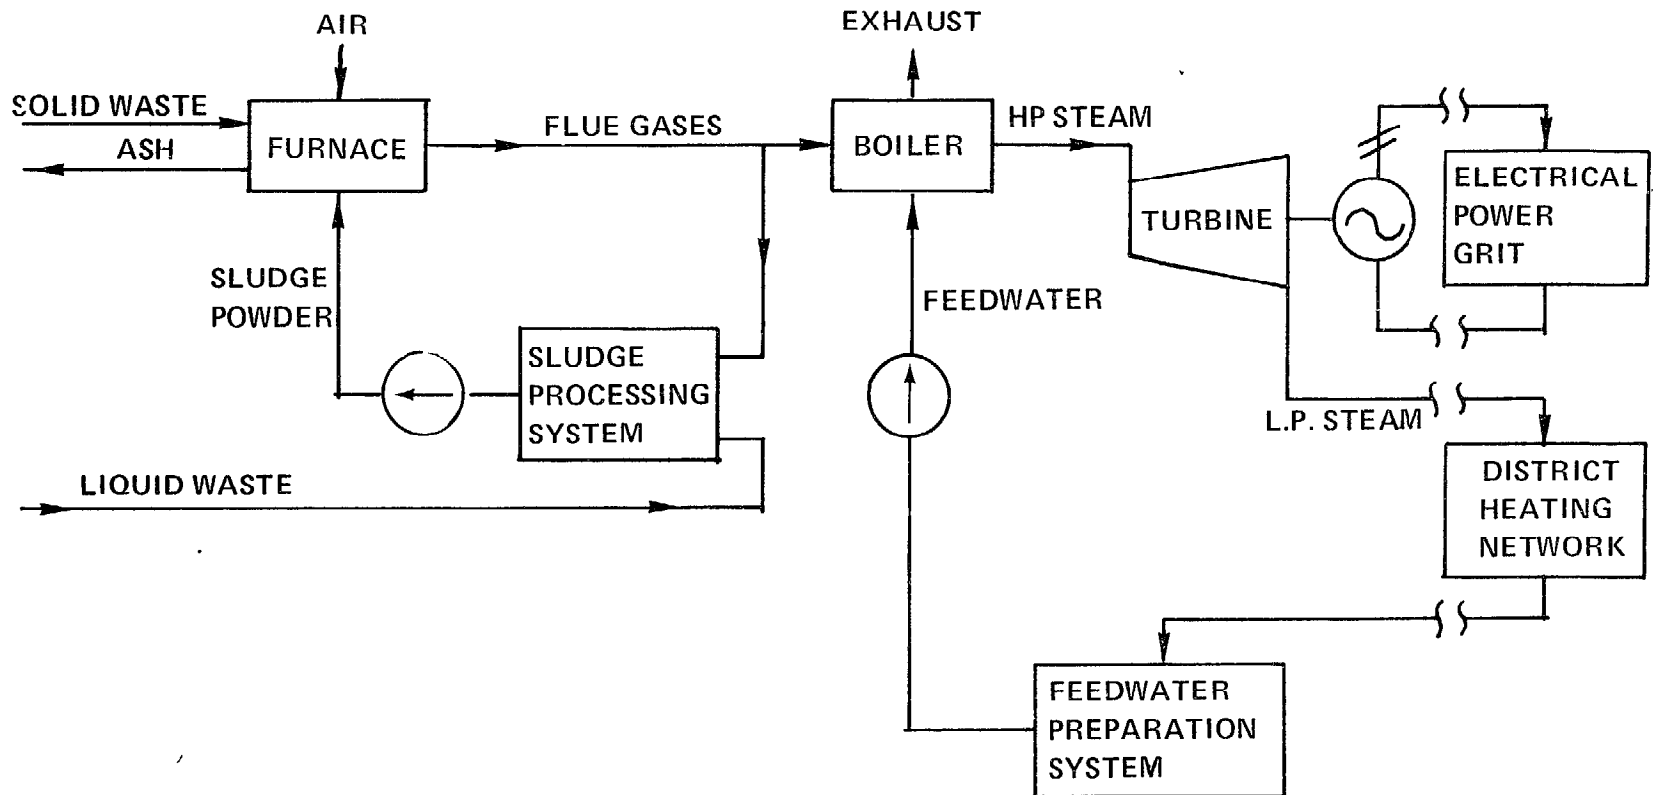 AIR
EXHAUST
SOLID WASTE
ASH
FURNACE
FLUE GASES
BOILER
HP STEAM
TURBINE
ELECTRICAL
POWER
GRIT
SLUDGE
POWDER
FEEDWATER
SLUDGE
PROCESSING
SYSTEM
L.P. STEAM
LIQUID WASTE
DISTRICT
HEATING
NETWORK
FEEDWATER
PREPARATION
SYSTEM